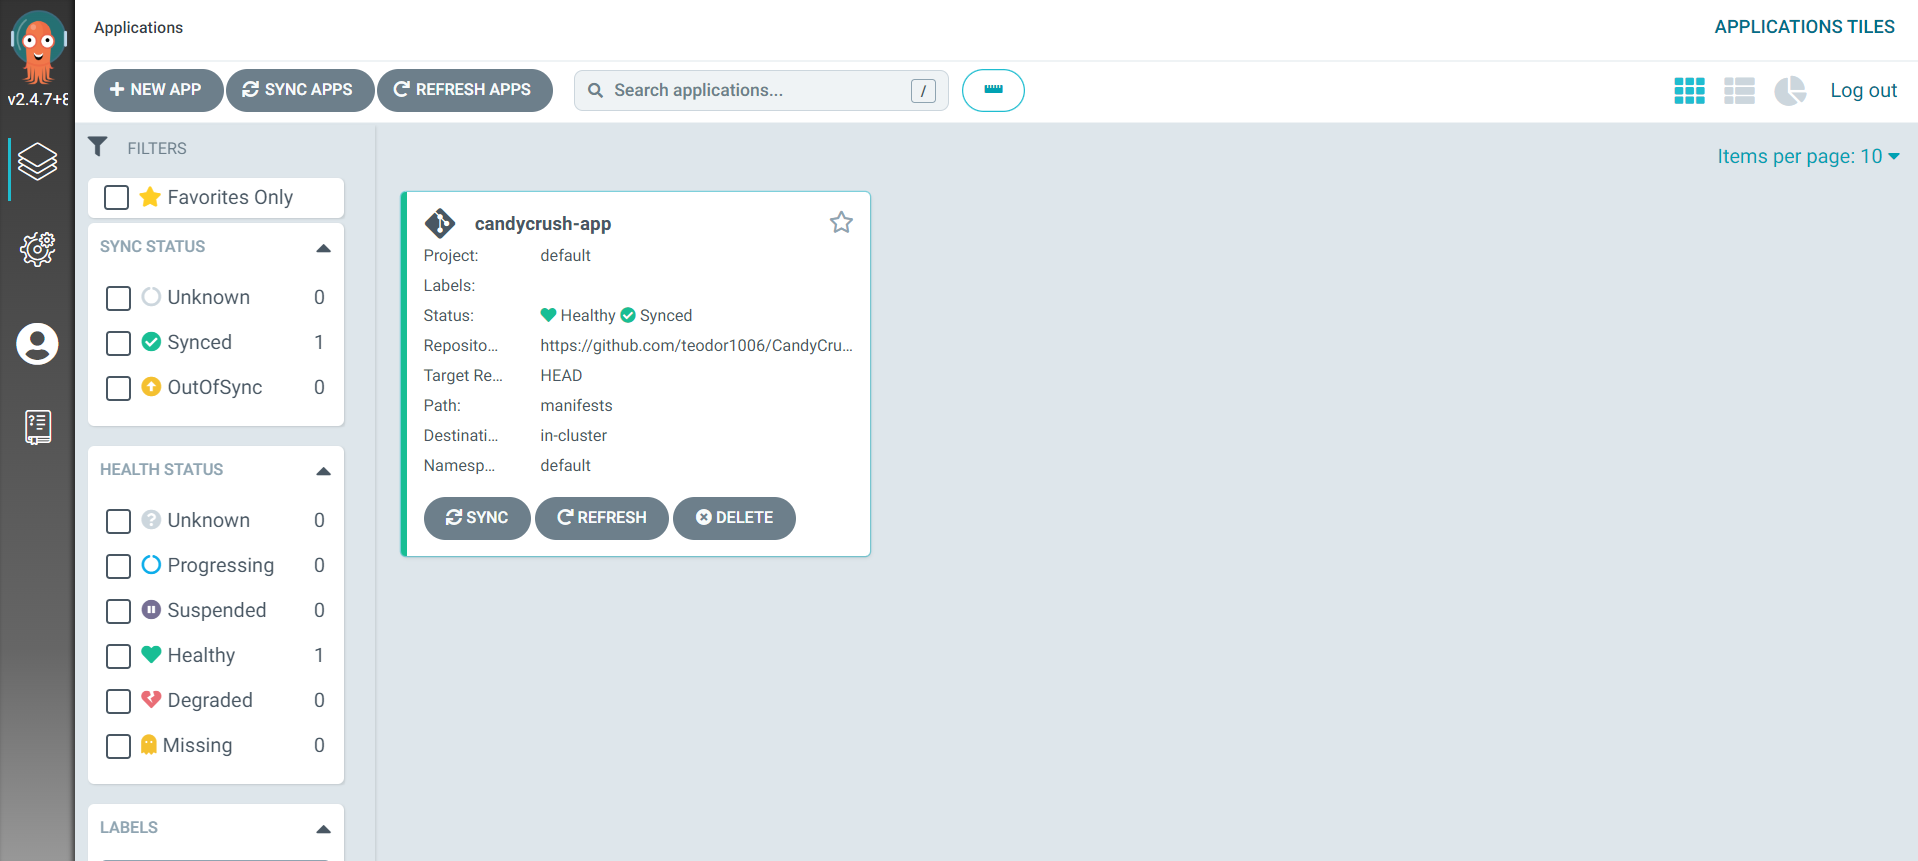 Applications
APPLICATIONS TILES
v2.4.7+8
NEW APP
SYNC APPS
REFRESH APPS
Search applications...
/
Log out
FILTERS
Items per page: 10
Favorites Only
SYNC STATUS
Unknown 0
Synced 1
OutOfSync 0
HEALTH STATUS
Unknown 0
Progressing 0
Suspended 0
Healthy 1
Degraded 0
Missing 0
LABELS
candycrush-app
Project: default
Labels:
Status: Healthy Synced
Reposito... https://github.com/teodor1006/CandyCru...
Target Re... HEAD
Path: manifests
Destinati... in-cluster
Namesp... default
SYNC
REFRESH
DELETE